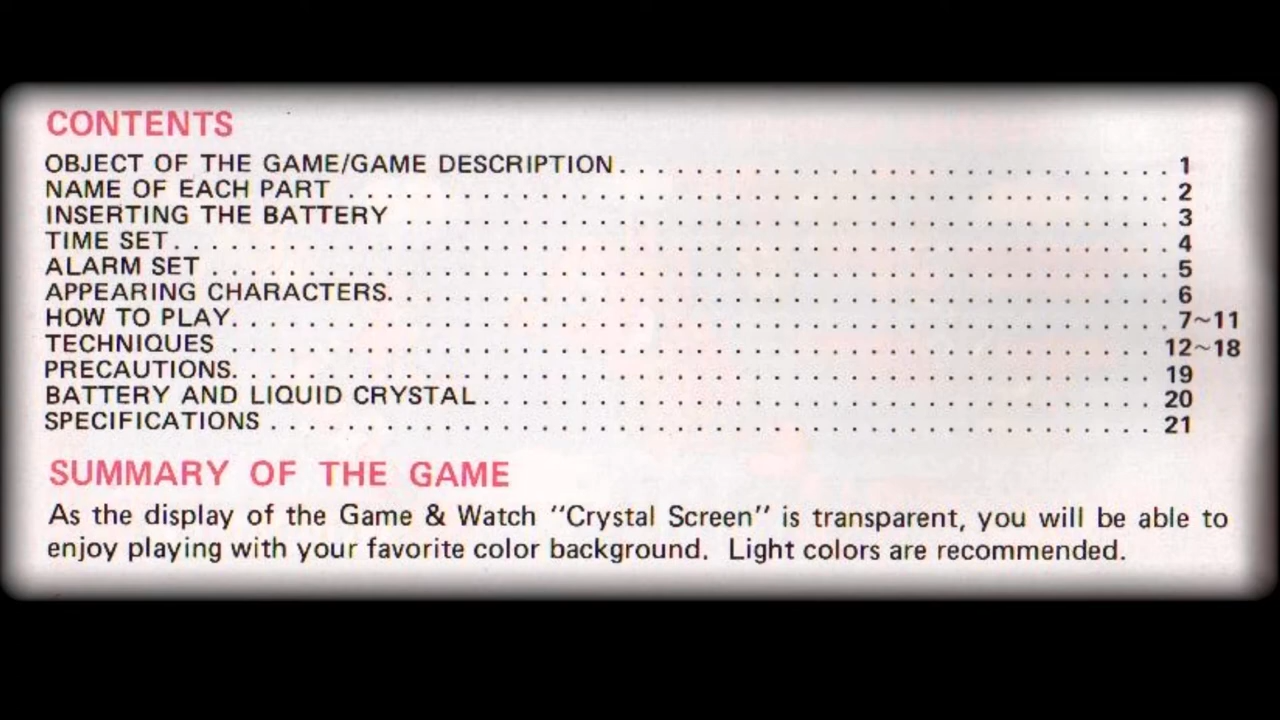 CONTENTS
OBJECT OF THE GAME/GAME DESCRIPTION . . . . . . . . . . . . . . . . . . . . . . . . 1
NAME OF EACH PART . . . . . . . . . . . . . . . . . . . . . . . . . . . . . . . . . . . . 2
INSERTING THE BATTERY . . . . . . . . . . . . . . . . . . . . . . . . . . . . . . . . . 3
TIME SET . . . . . . . . . . . . . . . . . . . . . . . . . . . . . . . . . . . . . . . . . . . 4
ALARM SET . . . . . . . . . . . . . . . . . . . . . . . . . . . . . . . . . . . . . . . . . 5
APPEARING CHARACTERS. . . . . . . . . . . . . . . . . . . . . . . . . . . . . . . . . . 6
HOW TO PLAY. . . . . . . . . . . . . . . . . . . . . . . . . . . . . . . . . . . . . . . . . 7~11
TECHNIQUES . . . . . . . . . . . . . . . . . . . . . . . . . . . . . . . . . . . . . . . . 12~18
PRECAUTIONS. . . . . . . . . . . . . . . . . . . . . . . . . . . . . . . . . . . . . . . . 19
BATTERY AND LIQUID CRYSTAL . . . . . . . . . . . . . . . . . . . . . . . . . . . . . 20
SPECIFICATIONS . . . . . . . . . . . . . . . . . . . . . . . . . . . . . . . . . . . . . . 21
SUMMARY OF THE GAME
As the display of the Game & Watch "Crystal Screen" is transparent, you will be able to
enjoy playing with your favorite color background. Light colors are recommended.